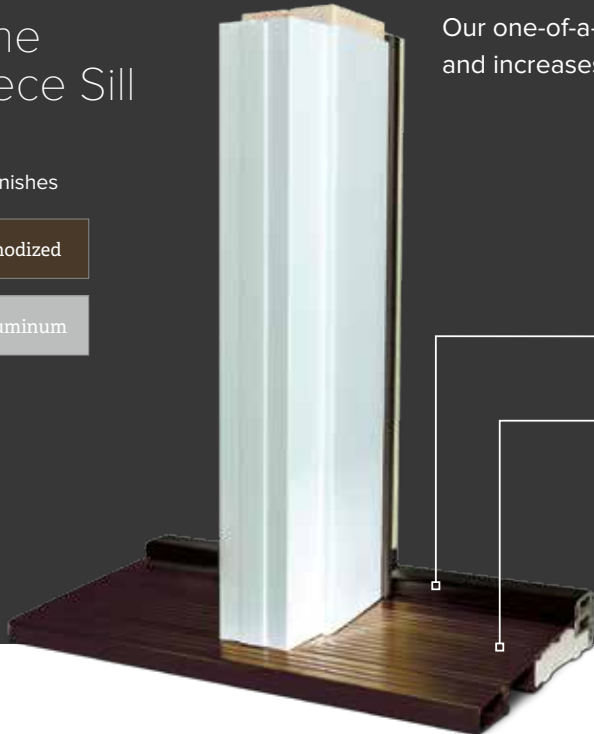 ne
ece Sill
Our one-of-a-
and increases
nishes
nodized
uminum